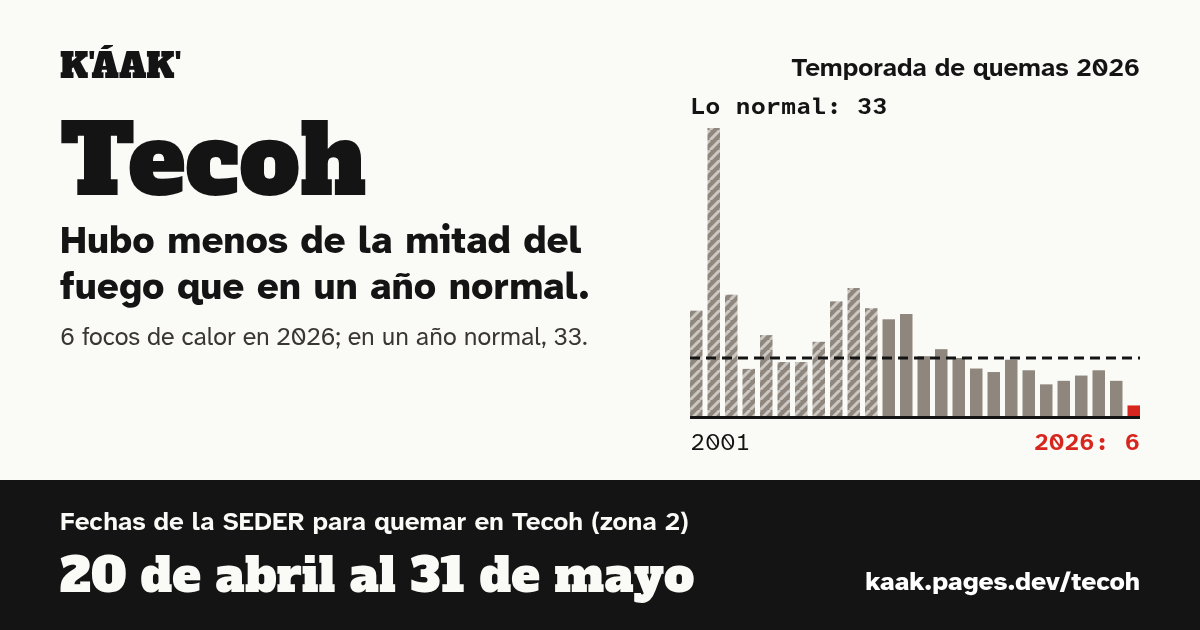 K'ÁAK'
Tecoh
Hubo menos de la mitad del
fuego que en un año normal.
6 focos de calor en 2026; en un año normal, 33.
Temporada de quemas 2026
Lo normal: 33
2001
2026: 6
Fechas de la SEDER para quemar en Tecoh (zona 2)
20 de abril al 31 de mayo
kaak.pages.dev/tecoh